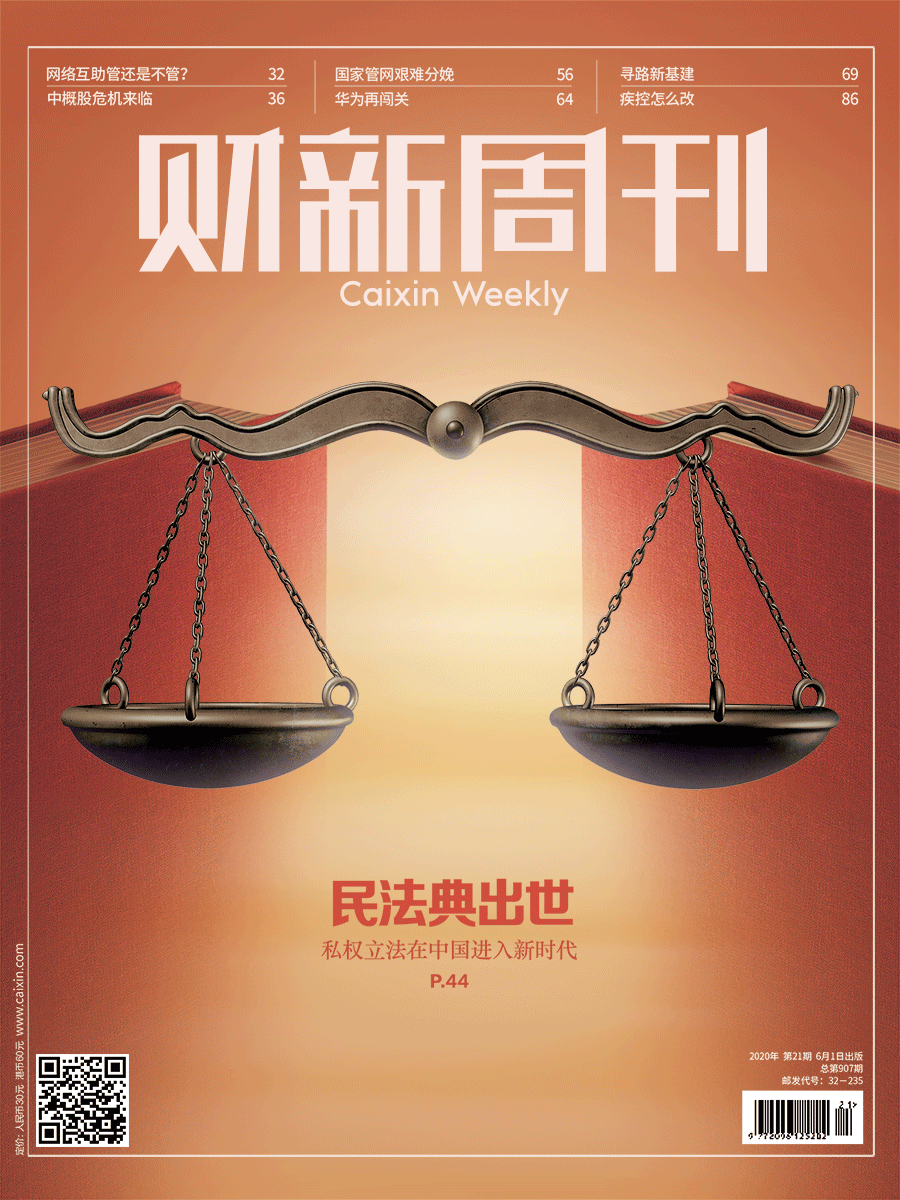 网络互助管还是不管? 32
中概股危机来临 36
国家管网艰难分娩 56
华为再闯关 64
寻路新基建 69
疾控怎么改 86
财新周刊
Caixin Weekly
民法典出世
私权立法在中国进入新时代
P.44
定价: 人民币30元 港币60元 www.caixin.com
2020年 第21期 6月1日出版
总第907期
邮发代号: 32-235
21>
9 772096 125202